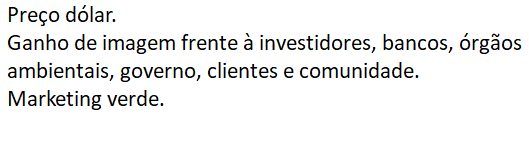 Preço dólar.
Ganho de imagem frente à investidores, bancos, órgãos
ambientais, governo, clientes e comunidade.
Marketing verde.